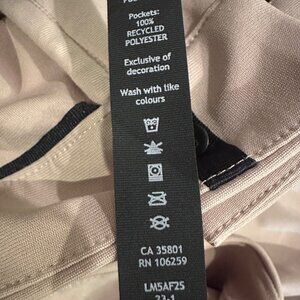 Pockets:
100%
RECYCLED
POLYESTER
Exclusive of
decoration
Wash with like
colours
CA 35801
RN 106259
LM5AF2S